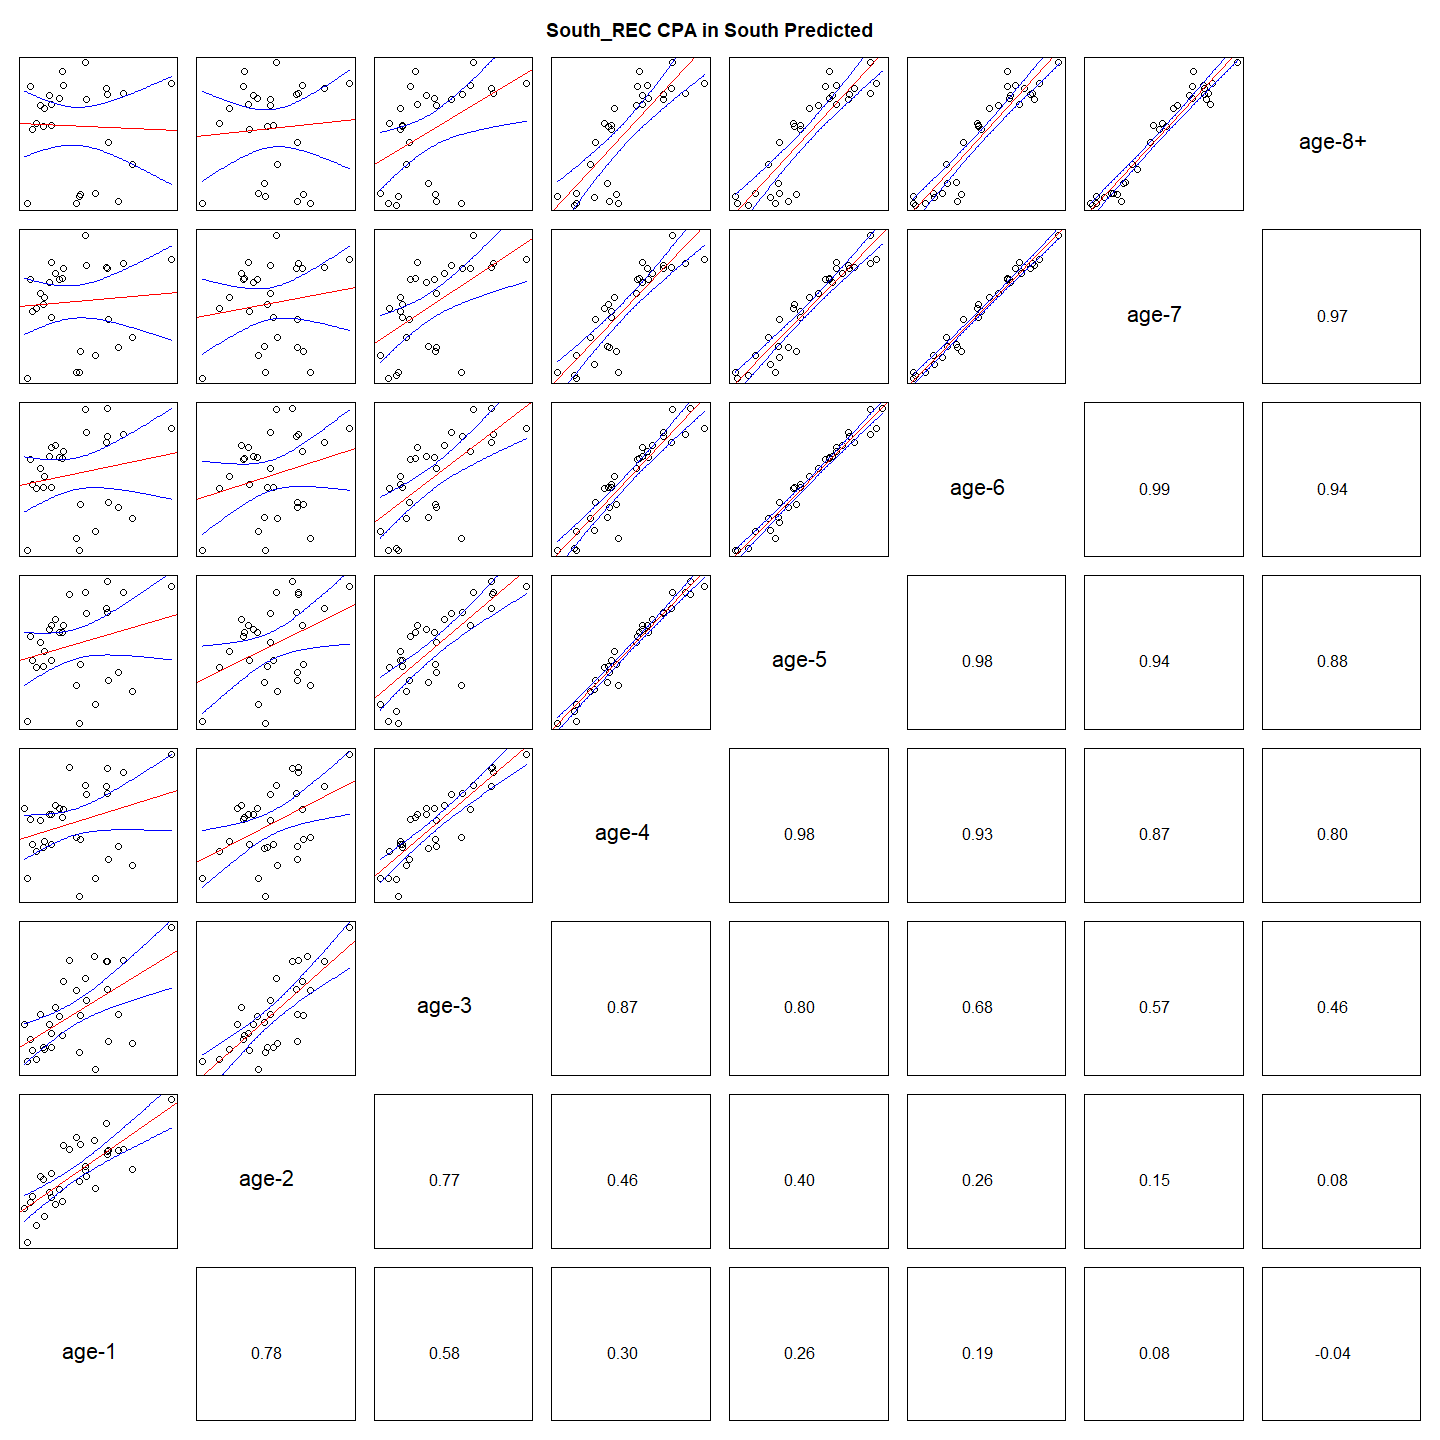 South_REC CPA in South Predicted
age-8+
age-7 0.97
age-6 0.99 0.94
age-5 0.98 0.94 0.88
age-4 0.98 0.93 0.87 0.80
age-3 0.87 0.80 0.68 0.57 0.46
age-2 0.77 0.46 0.40 0.26 0.15 0.08
age-1 0.78 0.58 0.30 0.26 0.19 0.08 -0.04